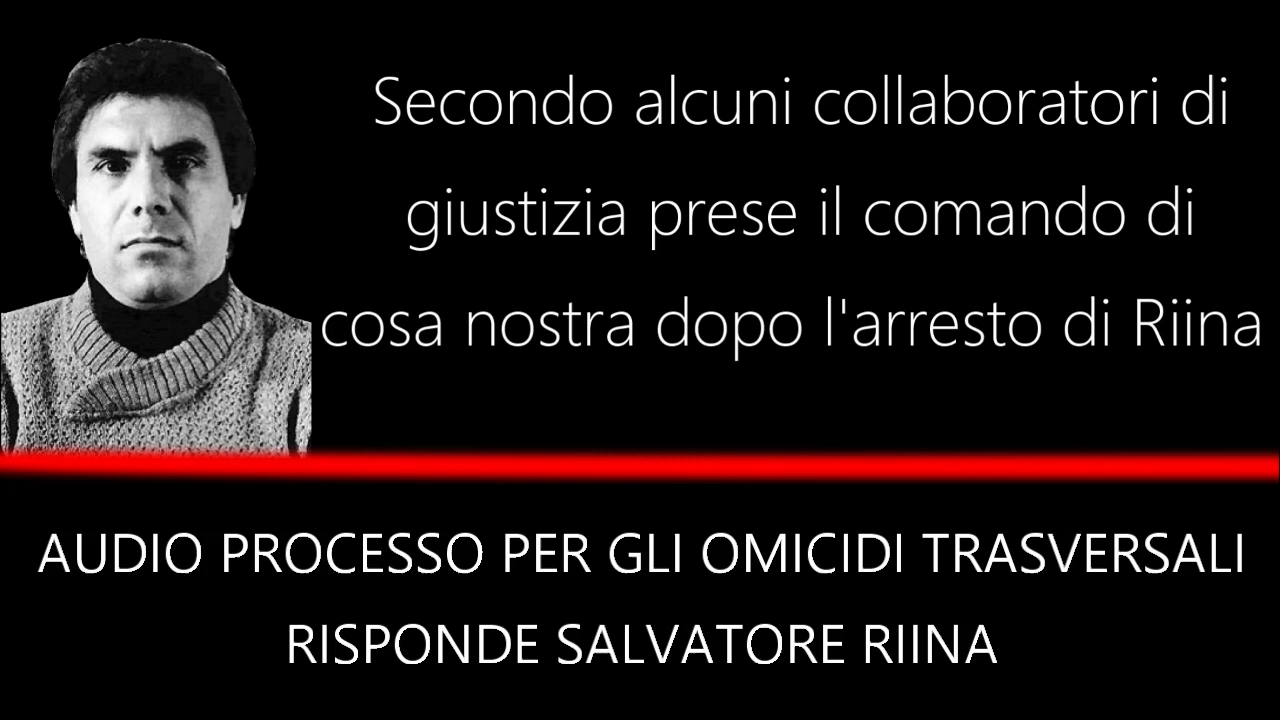 Secondo alcuni collaboratori di
giustizia prese il comando di
cosa nostra dopo l'arresto di Riina
AUDIO PROCESSO PER GLI OMICIDI TRASVERSALI
RISPONDE SALVATORE RIINA